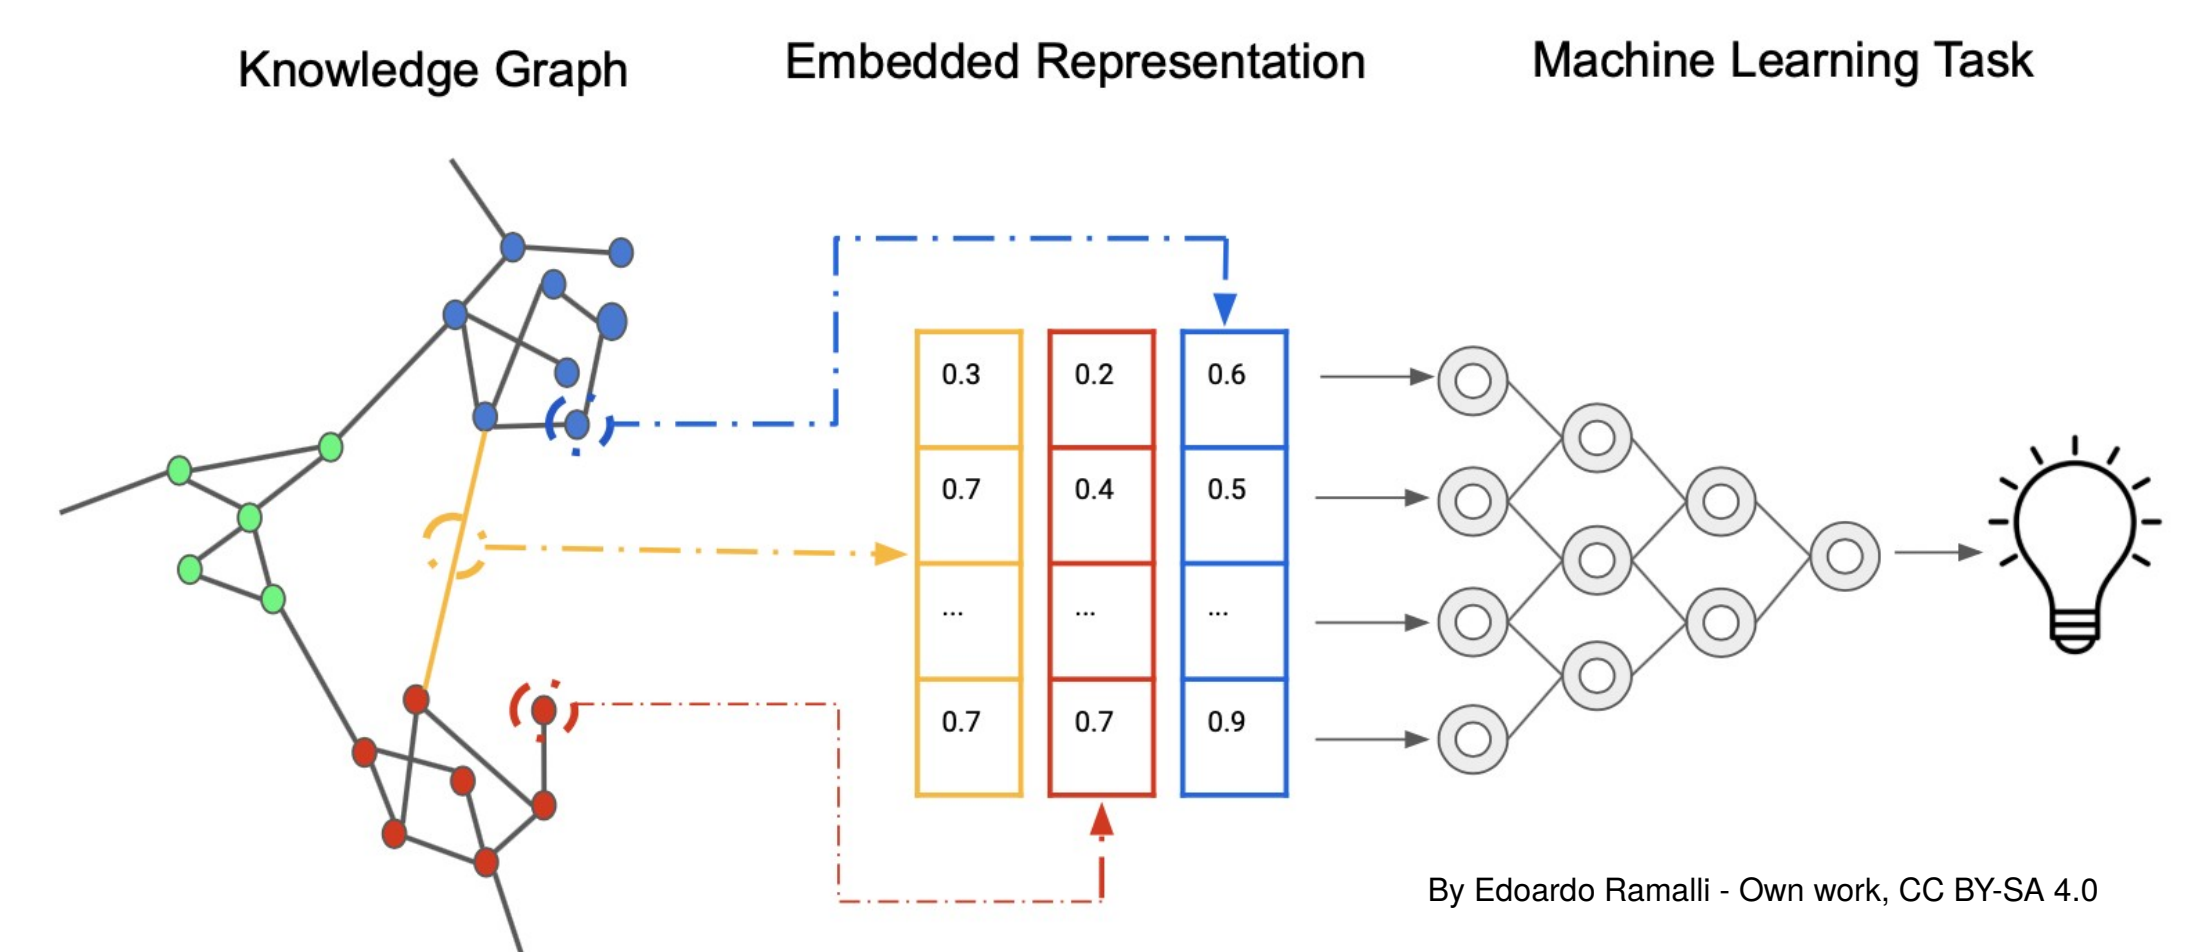 Knowledge Graph
Embedded Representation
Machine Learning Task
0.3 0.2 0.6
0.7 0.4 0.5
... ... ...
0.7 0.7 0.9
By Edoardo Ramalli - Own work, CC BY-SA 4.0